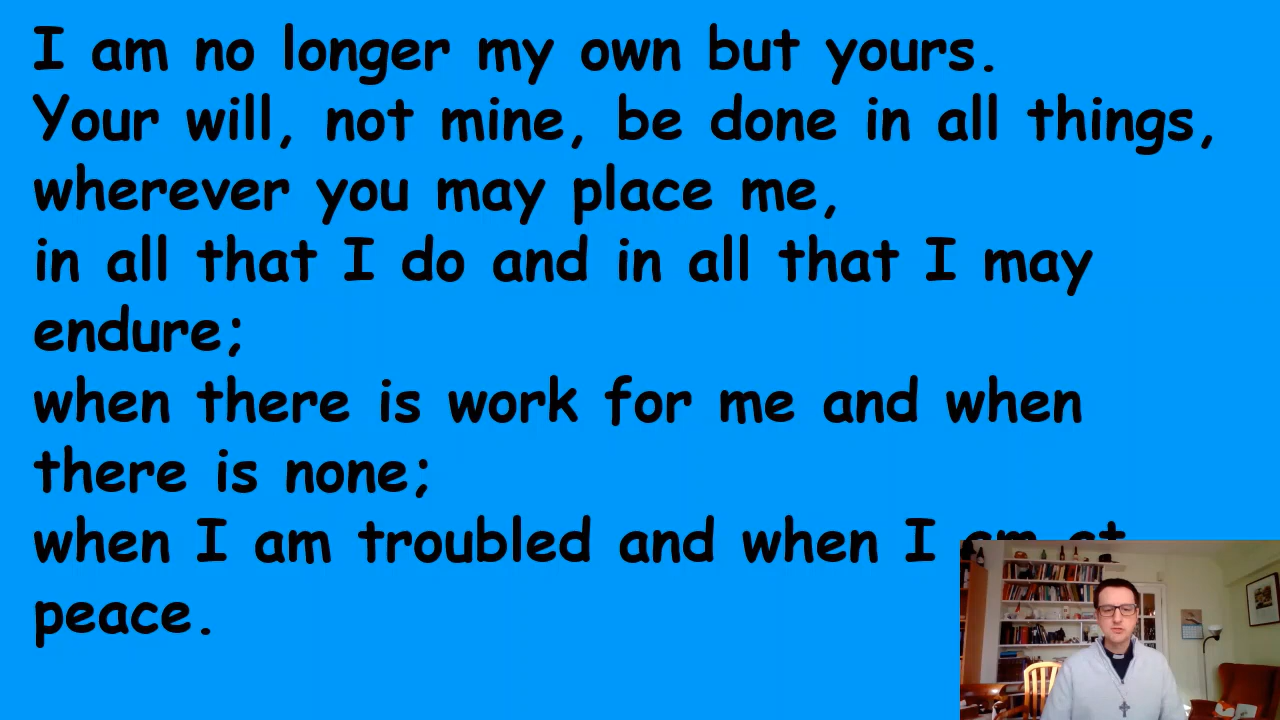 I am no longer my own but yours.
Your will, not mine, be done in all things,
wherever you may place me,
in all that I do and in all that I may
endure;
when there is work for me and when
there is none;
when I am troubled and when I am at
peace.